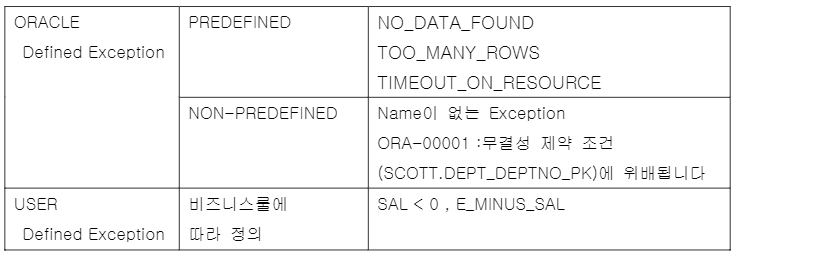 ORACLE
Defined Exception
PREDEFINED
NO_DATA_FOUND
TOO_MANY_ROWS
TIMEOUT_ON_RESOURCE
NON-PREDEFINED
Name이 없는 Exception
ORA-00001 :무결성 제약 조건
(SCOTT.DEPT_DEPTNO_PK)에 위배됩니다
USER
Defined Exception
비즈니스룰에
따라 정의
SAL < 0 , E_MINUS_SAL